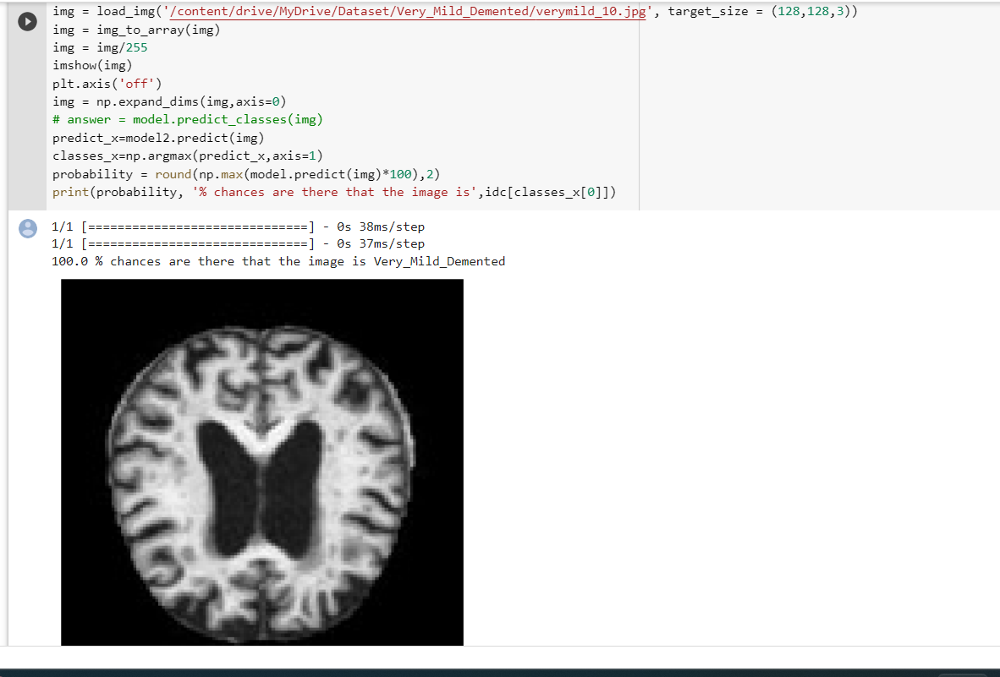 img = load_img('/content/drive/MyDrive/Dataset/Very_Mild_Demented/verymild_10.jpg', target_size = (128,128,3))
img = img_to_array(img)
img = img/255
imshow(img)
plt.axis('off')
img = np.expand_dims(img,axis=0)
# answer = model.predict_classes(img)
predict_x=model2.predict(img)
classes_x=np.argmax(predict_x,axis=1)
probability = round(np.max(model.predict(img)*100),2)
print(probability, '% chances are there that the image is',idc[classes_x[0]])
1/1 [==============================] - 0s 38ms/step
1/1 [==============================] - 0s 37ms/step
100.0 % chances are there that the image is Very_Mild_Demented